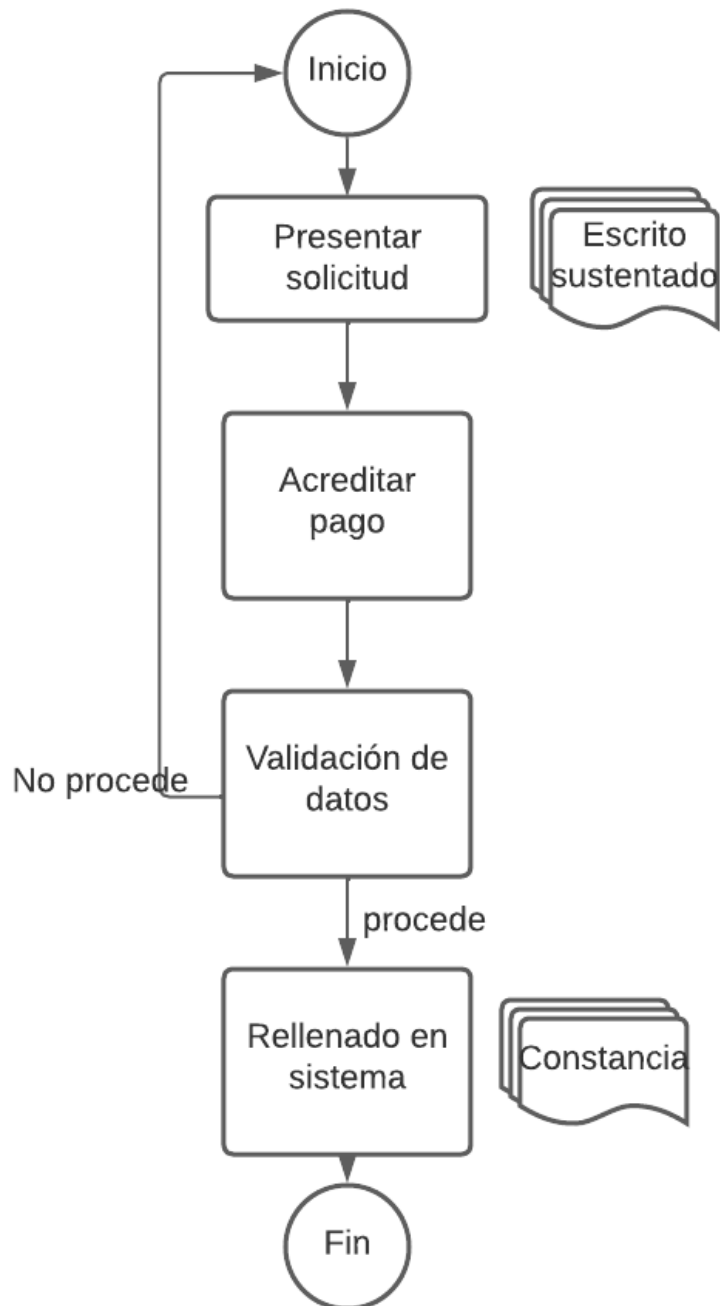 Inicio
Presentar
solicitud
Escrito
sustentado
Acreditar
pago
Validación de
datos
No procede
procede
Rellenado en
sistema
Constancia
Fin